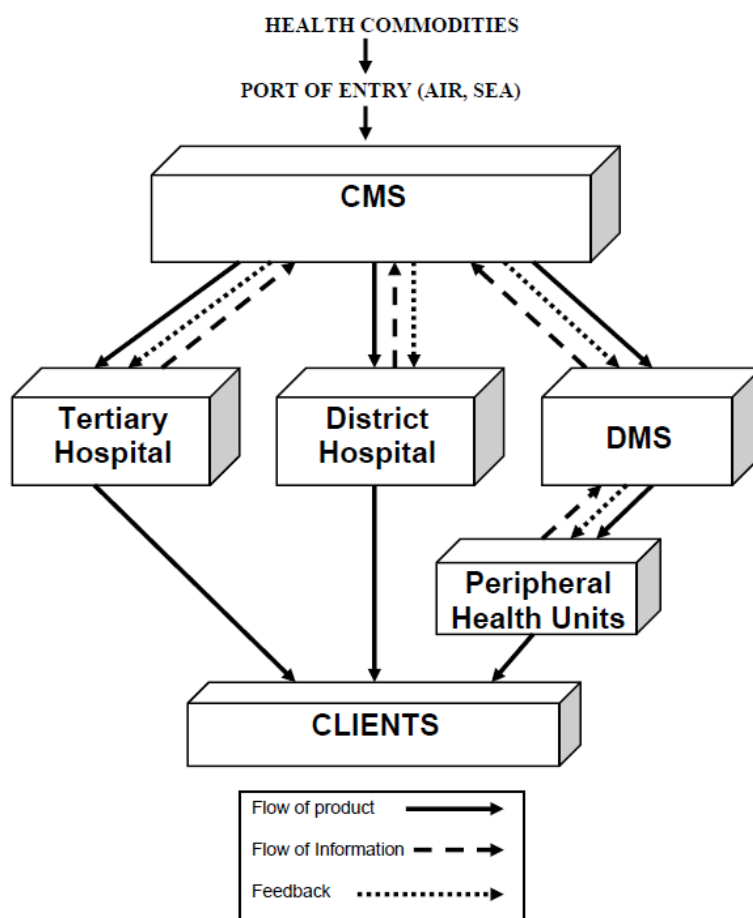 HEALTH COMMODITIES
PORT OF ENTRY (AIR, SEA)
CMS
Tertiary
Hospital
District
Hospital
DMS
Peripheral
Health Units
CLIENTS
Flow of product
Flow of Information
Feedback